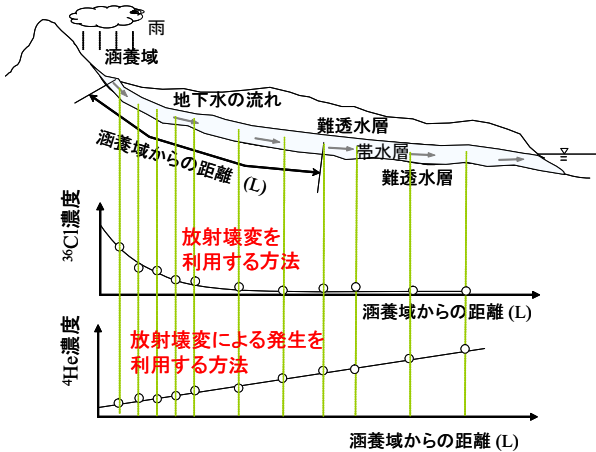 雨
涵養域
地下水の流れ
難透水層
帯水層
難透水層
涵養域からの距離 (L)
³⁶Cl濃度
放射壊変を
利用する方法
涵養域からの距離 (L)
⁴He濃度
放射壊変による発生を
利用する方法
涵養域からの距離 (L)